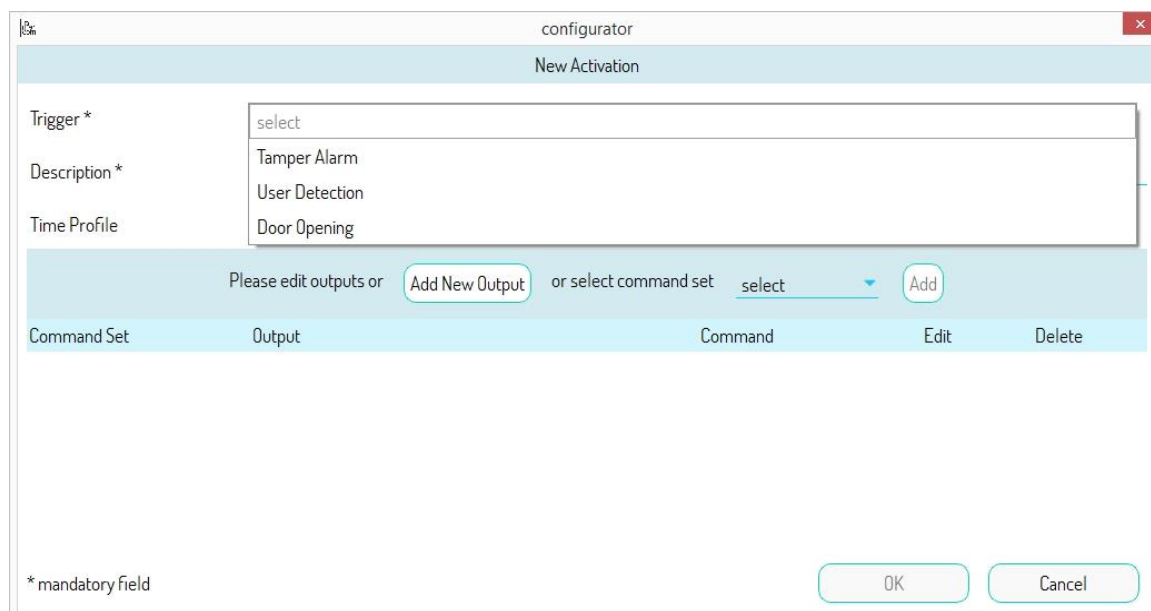 configurator
New Activation
Trigger *
select
Tamper Alarm
Description *
User Detection
Time Profile
Door Opening
Please edit outputs or Add New Output or select command set select Add
Command Set Output Command Edit Delete
* mandatory field OK Cancel